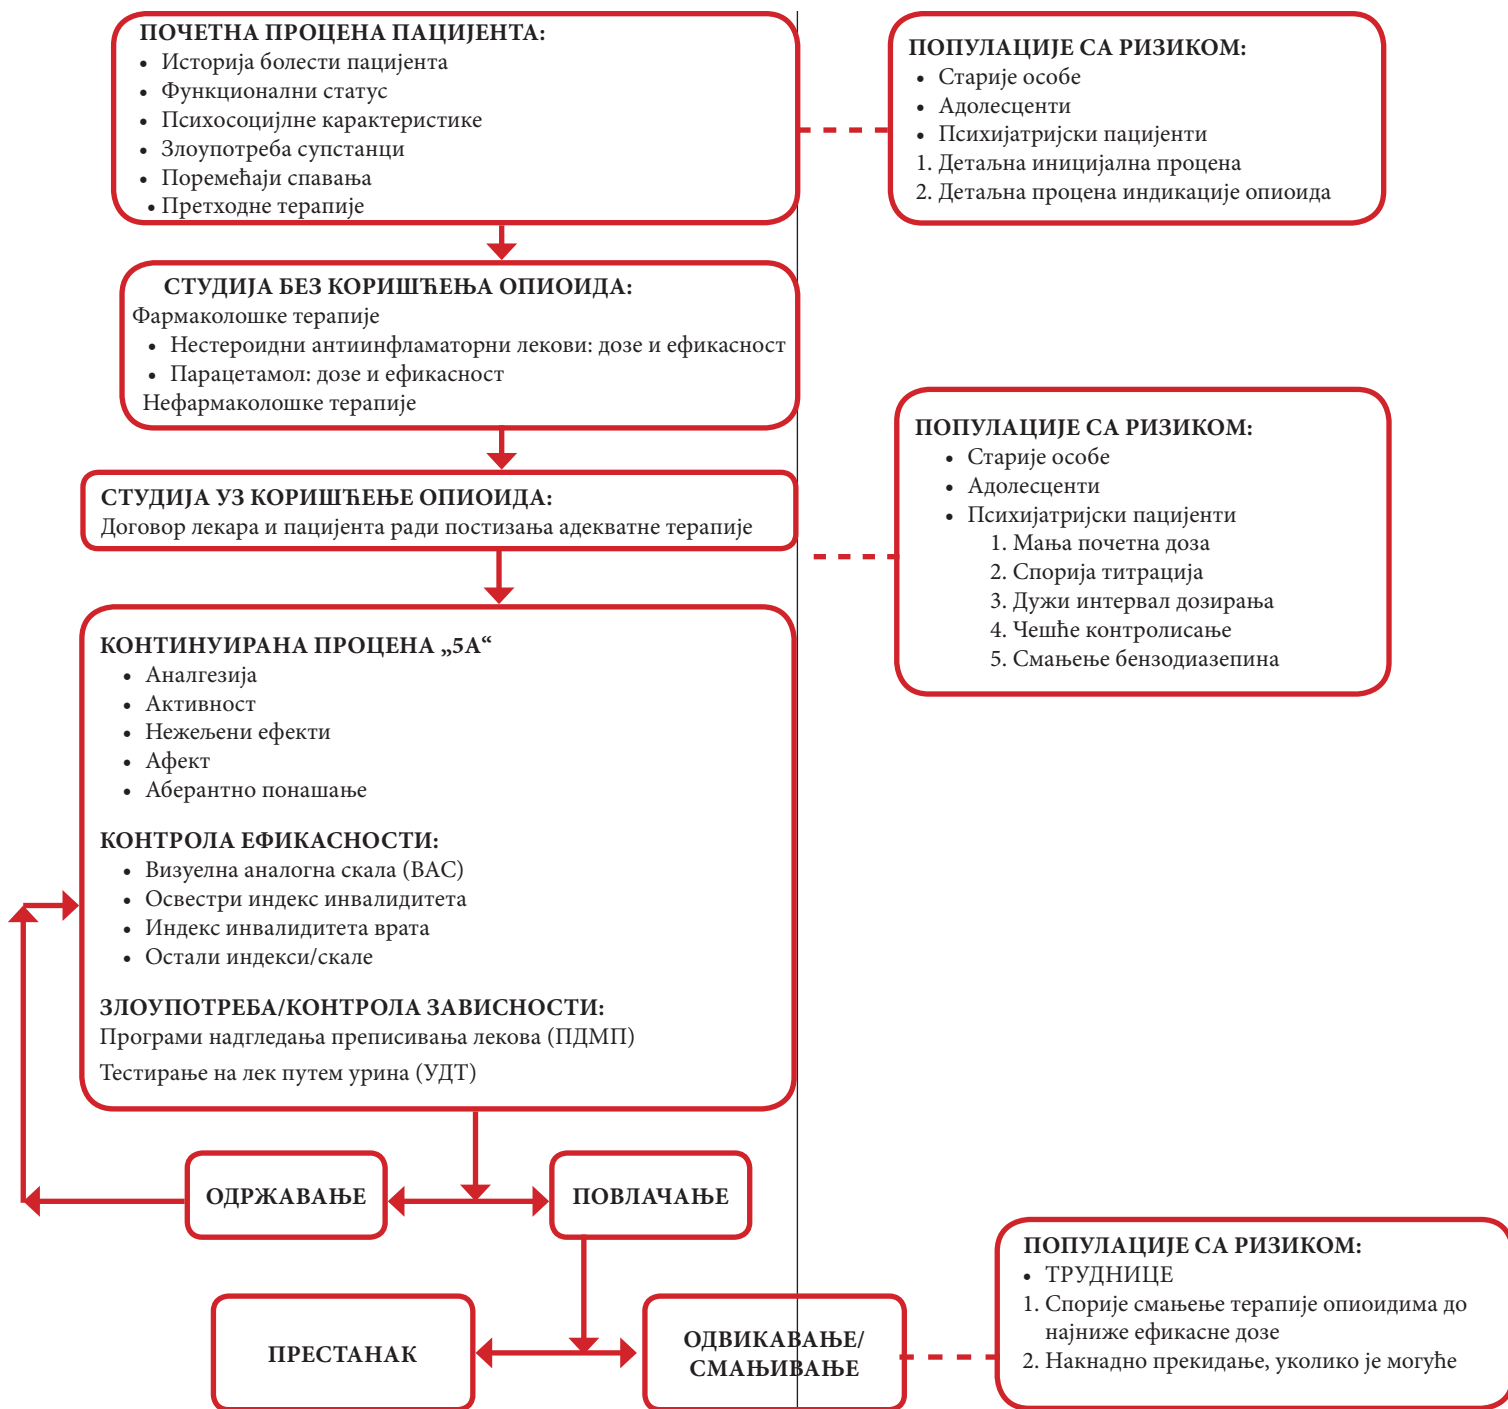 ПОЧЕТНА ПРОЦЕНА ПАЦИЈЕНТА:
• Историја болести пацијента
• Функционални статус
• Психосоцијлне карактеристике
• Злоупотреба супстанци
• Поремећаји спавања
• Претходне терапије
ПОПУЛАЦИЈЕ СА РИЗИКОМ:
• Старије особе
• Адолесценти
• Психијатријски пацијенти
1. Детаљна иницијална процена
2. Детаљна процена индикације опиоида
СТУДИЈА БЕЗ КОРИШЋЕЊА ОПИОИДА:
Фармаколошке терапије
• Нестероидни антиинфламаторни лекови: дозе и ефикасност
• Парацетамол: дозе и ефикасност
Нефармаколошке терапије
СТУДИЈА УЗ КОРИШЋЕЊЕ ОПИОИДА:
Договор лекара и пацијента ради постизања адекватне терапије
ПОПУЛАЦИЈЕ СА РИЗИКОМ:
• Старије особе
• Адолесценти
• Психијатријски пацијенти
1. Мања почетна доза
2. Спорија титрација
3. Дужи интервал дозирања
4. Чешће контролисање
5. Смањење бензодиазепина
КОНТИНУИРАНА ПРОЦЕНА „5А“
• Аналгезија
• Активност
• Нежељени ефекти
• Афект
• Аберантно понашање
КОНТРОЛА ЕФИКАСНОСТИ:
• Визуелна аналогна скала (ВАС)
• Освестри индекс инвалидитета
• Индекс инвалидитета врата
• Остали индекси/скале
ЗЛОУПОТРЕБА/КОНТРОЛА ЗАВИСНОСТИ:
Програми надгледања преписивања лекова (ПДМП)
Тестирање на лек путем урина (УДТ)
ОДРЖАВАЊЕ
ПОВЛАЧАЊЕ
ПРЕСТАНАК
ОДВИКАВАЊЕ/
СМАЊИВАЊЕ
ПОПУЛАЦИЈЕ СА РИЗИКОМ:
• ТРУДНИЦЕ
1. Спорије смањење терапије опиоидима до
најниже ефикасне дозе
2. Накнадно прекидање, уколико је могуће